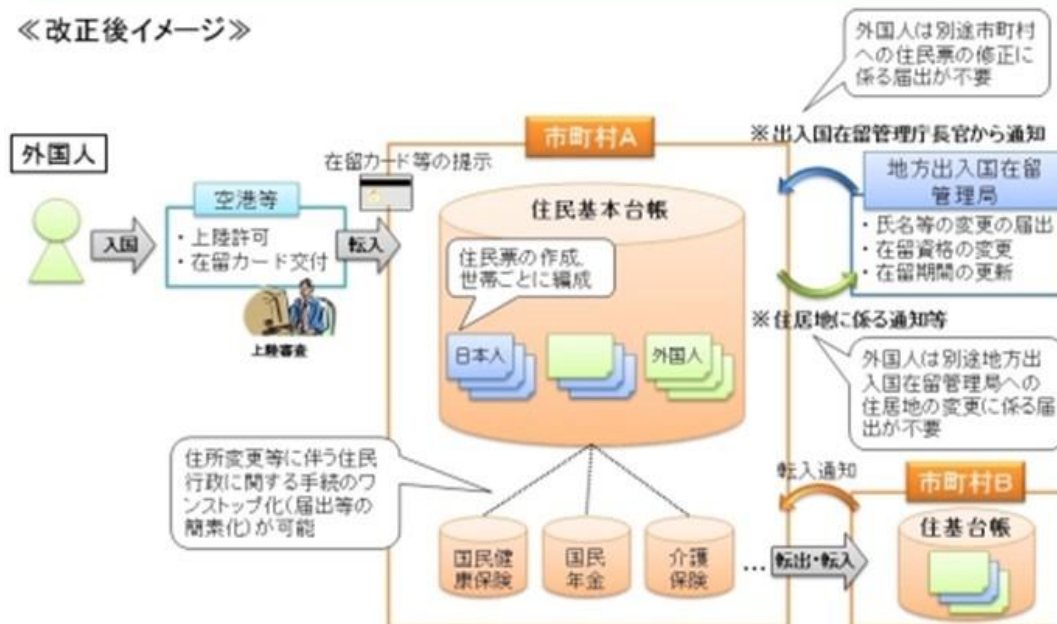 ≪改正後イメージ≫
外国人は別途市町村
への住民票の修正に
係る届出が不要
外国人
入国
空港等
・上陸許可
・在留カード交付
上陸審査
在留カード等の提示
転入
市町村A
住民基本台帳
住民票の作成、
世帯ごとに編成
日本人
外国人
※出入国在留管理庁長官から通知
地方出入国在留
管理局
・氏名等の変更の届出
・在留資格の変更
・在留期間の更新
※住居地に係る通知等
外国人は別途地方出
入国在留管理局への
住居地の変更に係る届
出が不要
住所変更等に伴う住民
行政に関する手続のワ
ンストップ化(届出等の
簡素化)が可能
国民健
康保険
国民
年金
介護
保険
…
転出・転入
転入通知
市町村B
住基台帳